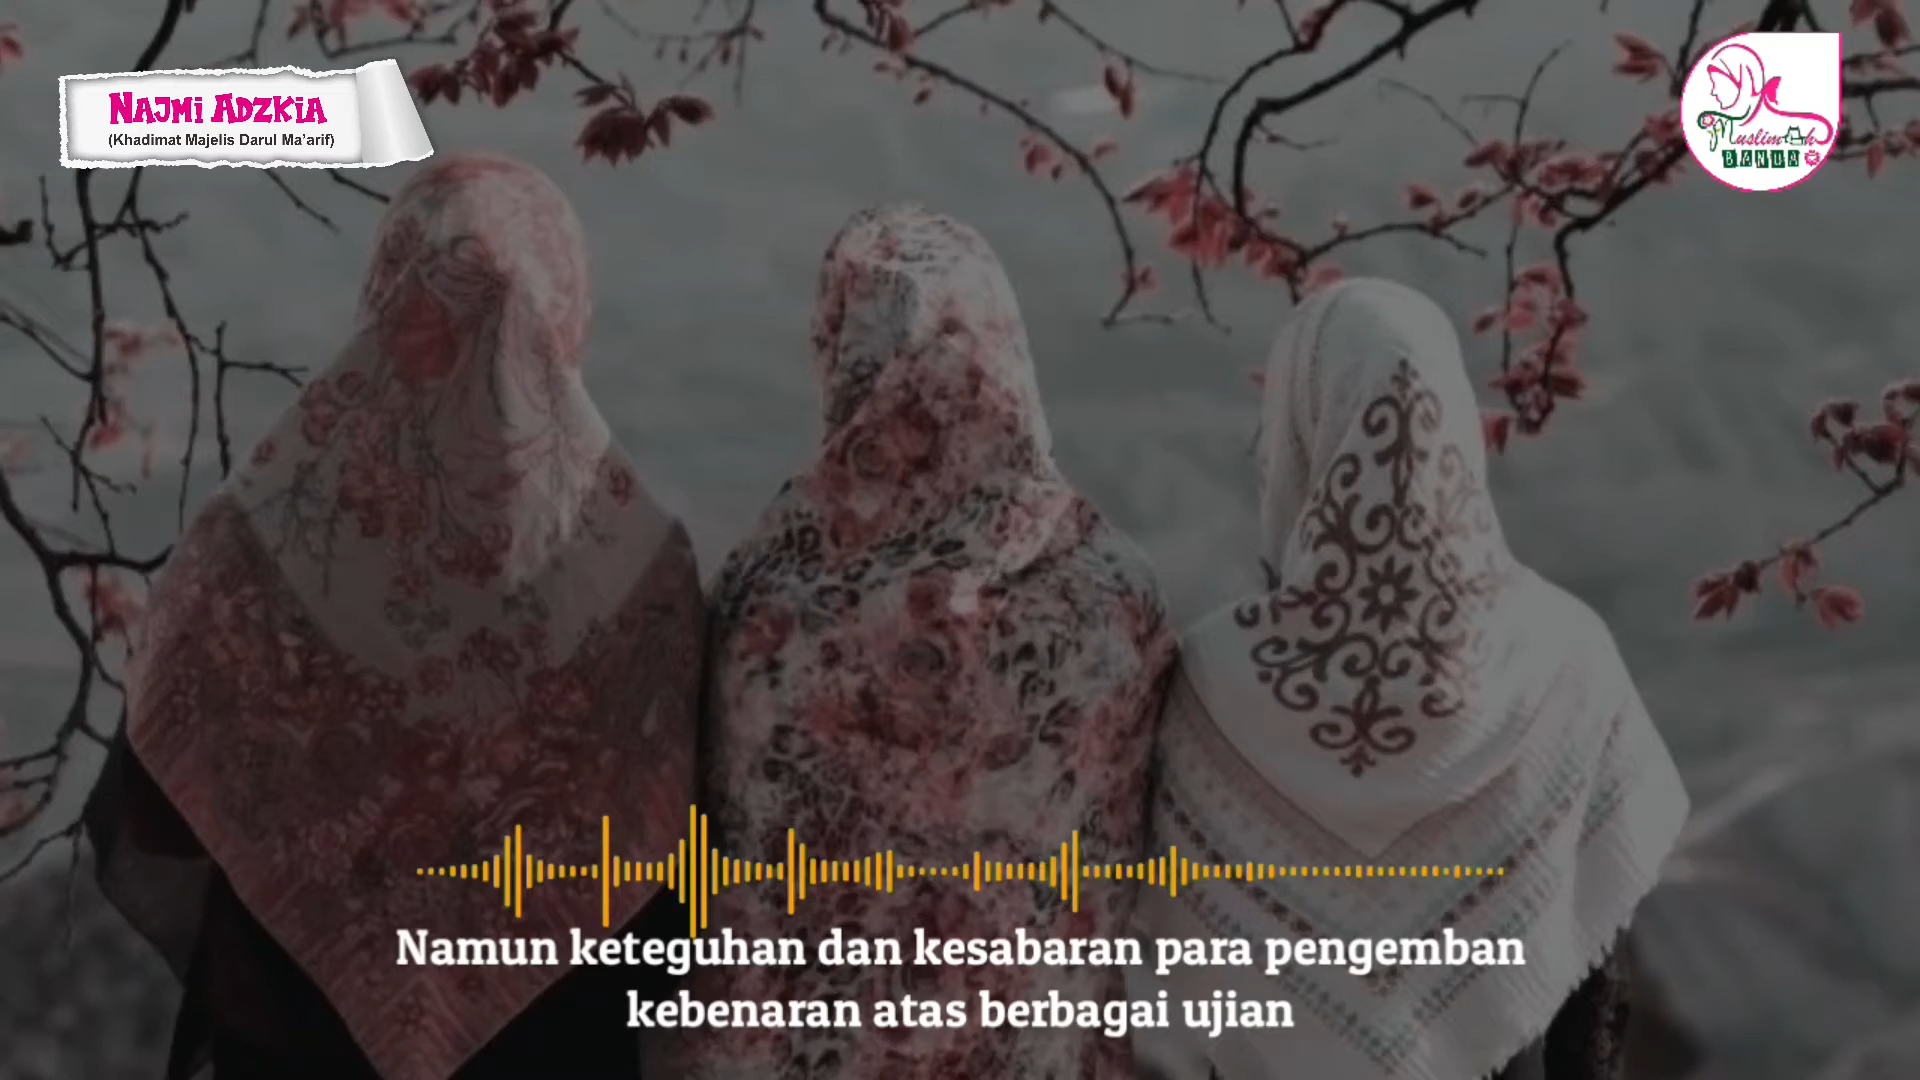 Najmi Adzkia
(Khadimat Majelis Darul Ma'arif)
Muslimah
BANUA
Namun keteguhan dan kesabaran para pengemban
kebenaran atas berbagai ujian